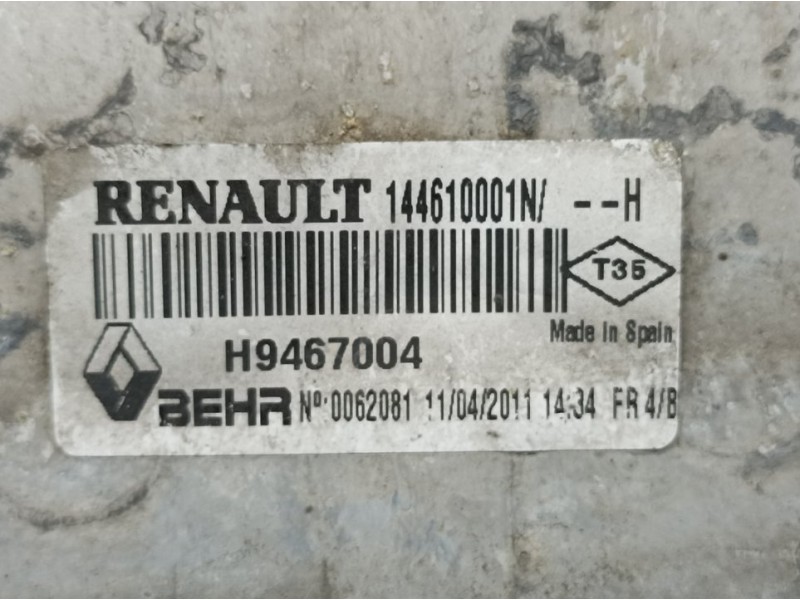 RENAULT 144610001N/ --H
T35
Made In Spain
H9467004
BEHR Nº:0062081 11/04/2011 14:34 FR 4/B